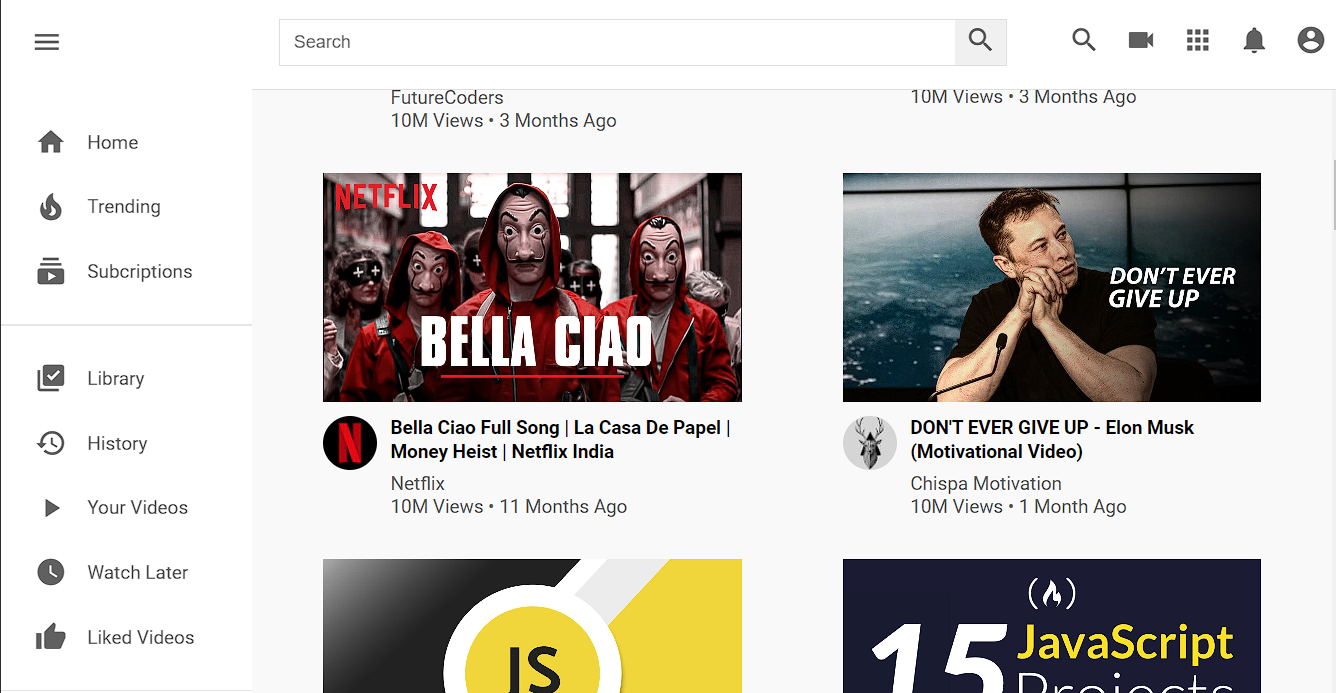 Search
Home
Trending
Subcriptions
Library
History
Your Videos
Watch Later
Liked Videos
FutureCoders
10M Views • 3 Months Ago
10M Views • 3 Months Ago
NETFLIX
BELLA CIAO
Bella Ciao Full Song | La Casa De Papel |
Money Heist | Netflix India
Netflix
10M Views • 11 Months Ago
DON'T EVER
GIVE UP
DON'T EVER GIVE UP - Elon Musk
(Motivational Video)
Chispa Motivation
10M Views • 1 Month Ago
JS
15 JavaScript
Projects